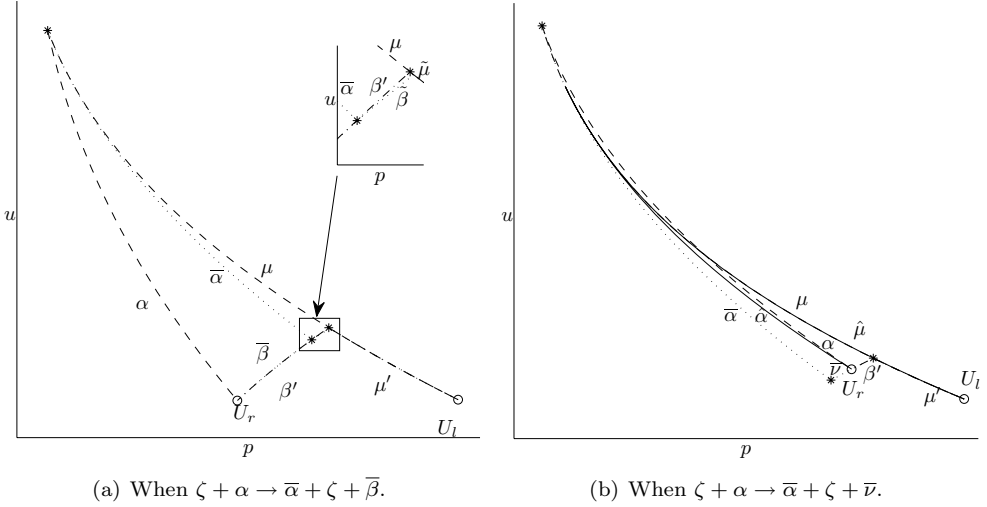 μ
μ̃
α̅
β′
β̃
u
p
u
μ
α̅
α
β̅
β′
μ′
U_r
U_l
p
(a) When ζ + α → α̅ + ζ + β̅.
u
μ
α̅
α̂
μ̂
α
ν̅
β′
U_r
U_l
μ′
p
(b) When ζ + α → α̅ + ζ + ν̅.